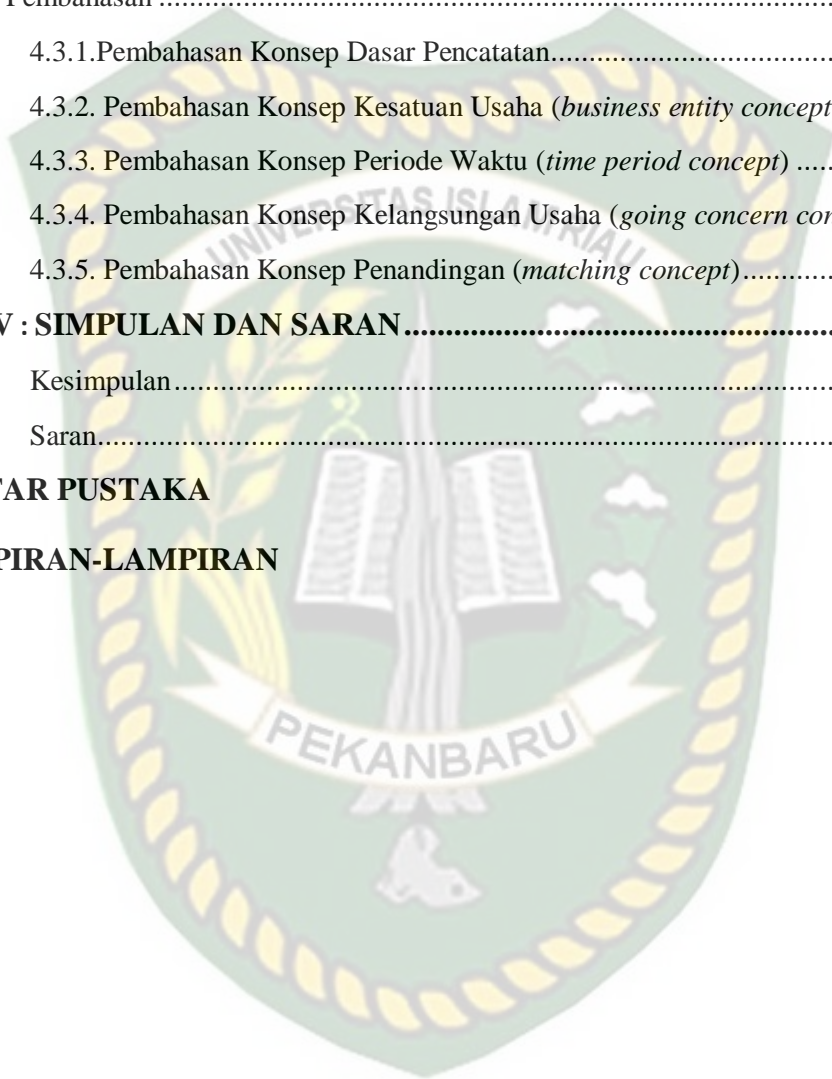 Pembahasan ........................................................................................
4.3.1.Pembahasan Konsep Dasar Pencatatan....................................
4.3.2. Pembahasan Konsep Kesatuan Usaha (business entity concept
4.3.3. Pembahasan Konsep Periode Waktu (time period concept) .....
4.3.4. Pembahasan Konsep Kelangsungan Usaha (going concern con
4.3.5. Pembahasan Konsep Penandingan (matching concept)............
V : SIMPULAN DAN SARAN......................................................
Kesimpulan......................................................................................
Saran................................................................................................
TAR PUSTAKA
PIRAN-LAMPIRAN
UNIVERSITAS ISLAM RIAU
PEKANBARU